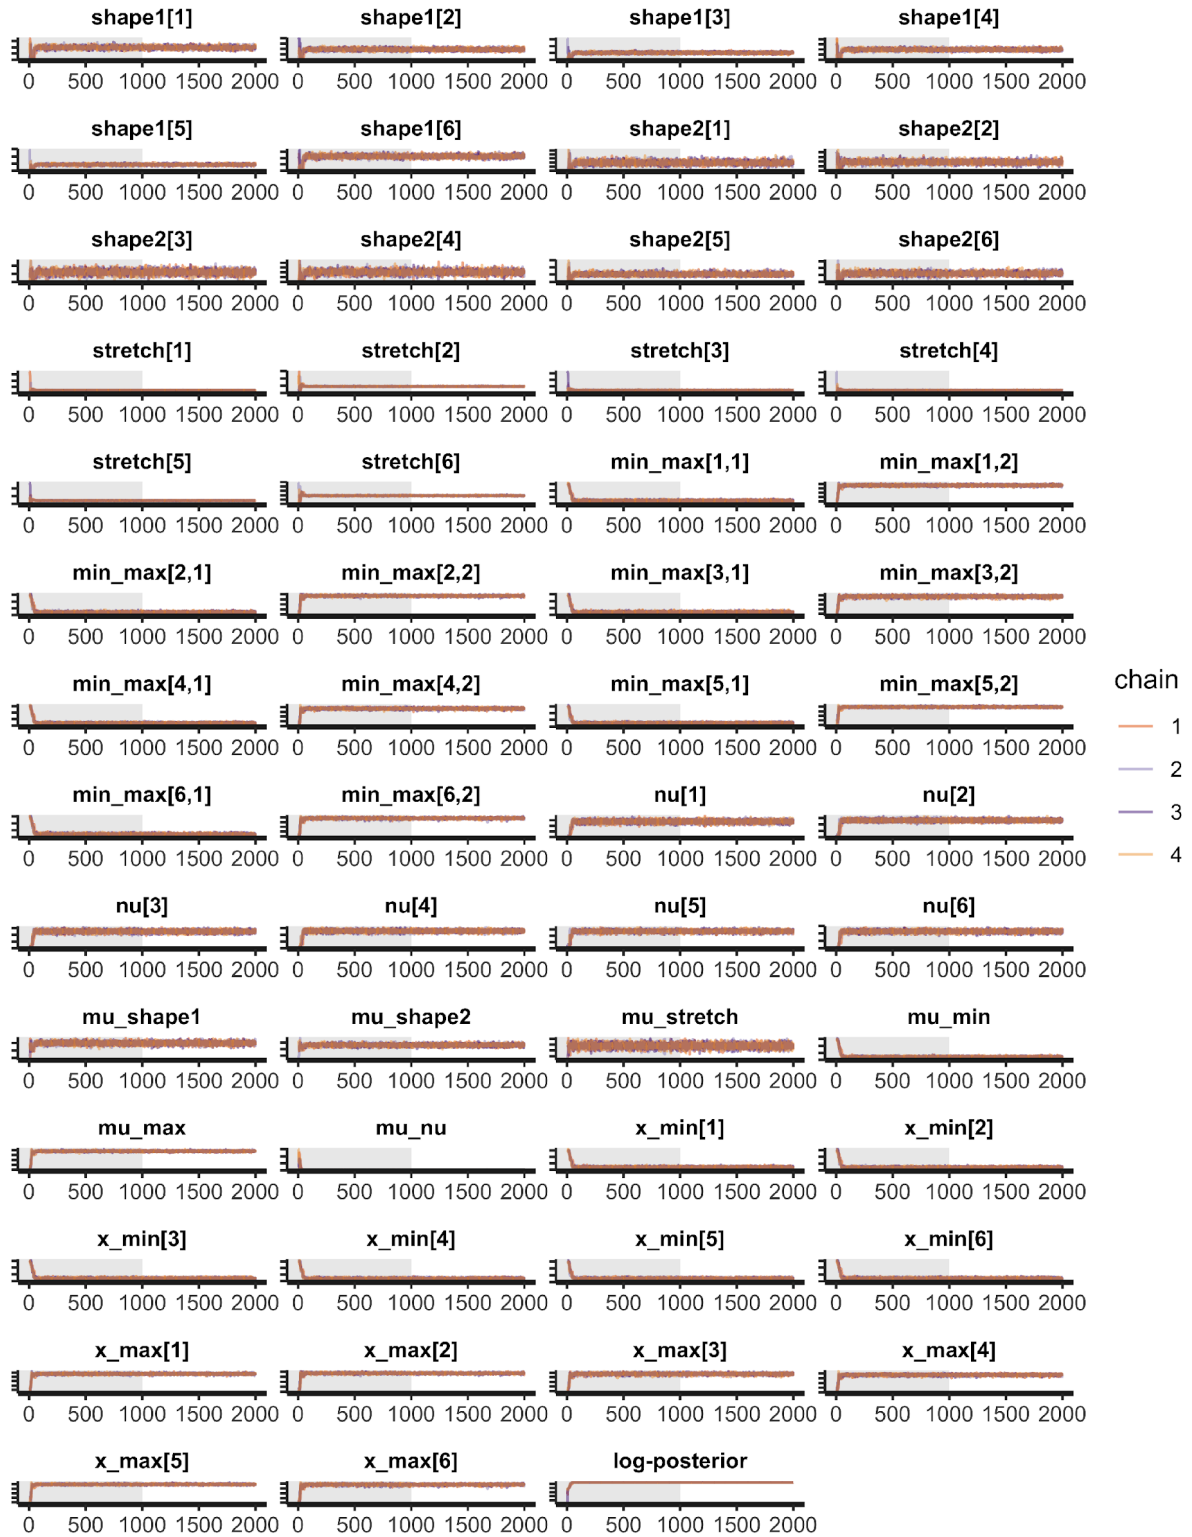 shape1[1] shape1[2] shape1[3] shape1[4]
0 500 1000 1500 2000 0 500 1000 1500 2000 0 500 1000 1500 2000 0 500 1000 1500 2000
shape1[5] shape1[6] shape2[1] shape2[2]
0 500 1000 1500 2000 0 500 1000 1500 2000 0 500 1000 1500 2000 0 500 1000 1500 2000
shape2[3] shape2[4] shape2[5] shape2[6]
0 500 1000 1500 2000 0 500 1000 1500 2000 0 500 1000 1500 2000 0 500 1000 1500 2000
stretch[1] stretch[2] stretch[3] stretch[4]
0 500 1000 1500 2000 0 500 1000 1500 2000 0 500 1000 1500 2000 0 500 1000 1500 2000
stretch[5] stretch[6] min_max[1,1] min_max[1,2]
0 500 1000 1500 2000 0 500 1000 1500 2000 0 500 1000 1500 2000 0 500 1000 1500 2000
min_max[2,1] min_max[2,2] min_max[3,1] min_max[3,2]
0 500 1000 1500 2000 0 500 1000 1500 2000 0 500 1000 1500 2000 0 500 1000 1500 2000
min_max[4,1] min_max[4,2] min_max[5,1] min_max[5,2]
0 500 1000 1500 2000 0 500 1000 1500 2000 0 500 1000 1500 2000 0 500 1000 1500 2000
min_max[6,1] min_max[6,2] nu[1] nu[2]
0 500 1000 1500 2000 0 500 1000 1500 2000 0 500 1000 1500 2000 0 500 1000 1500 2000
nu[3] nu[4] nu[5] nu[6]
0 500 1000 1500 2000 0 500 1000 1500 2000 0 500 1000 1500 2000 0 500 1000 1500 2000
mu_shape1 mu_shape2 mu_stretch mu_min
0 500 1000 1500 2000 0 500 1000 1500 2000 0 500 1000 1500 2000 0 500 1000 1500 2000
mu_max mu_nu x_min[1] x_min[2]
0 500 1000 1500 2000 0 500 1000 1500 2000 0 500 1000 1500 2000 0 500 1000 1500 2000
x_min[3] x_min[4] x_min[5] x_min[6]
0 500 1000 1500 2000 0 500 1000 1500 2000 0 500 1000 1500 2000 0 500 1000 1500 2000
x_max[1] x_max[2] x_max[3] x_max[4]
0 500 1000 1500 2000 0 500 1000 1500 2000 0 500 1000 1500 2000 0 500 1000 1500 2000
x_max[5] x_max[6] log-posterior
0 500 1000 1500 2000 0 500 1000 1500 2000 0 500 1000 1500 2000
chain
1
2
3
4